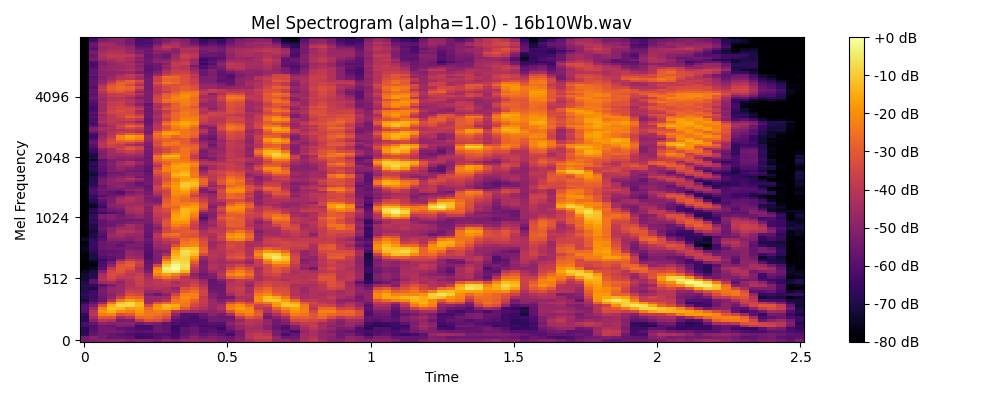 Mel Spectrogram (alpha=1.0) - 16b10Wb.wav
Mel Frequency
4096
2048
1024
512
0
0
0.5
1
1.5
2
2.5
Time
+0 dB
-10 dB
-20 dB
-30 dB
-40 dB
-50 dB
-60 dB
-70 dB
-80 dB